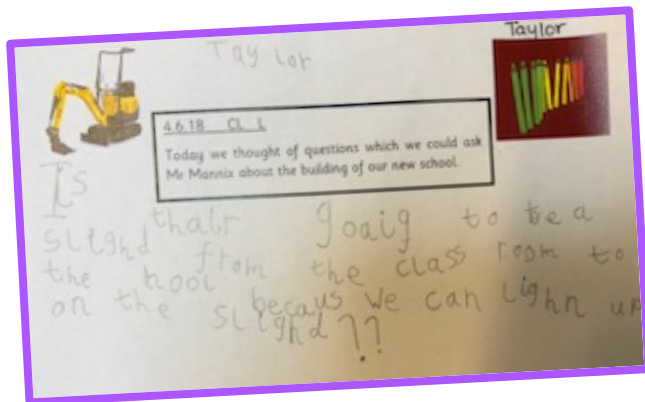 Taylor
Taylor
4.6.18 CL L
Today we thought of questions which we could ask
Mr Mannix about the building of our new school.
Is thair goaig to be a
slighd from the class room to
the hool becaus we can lighn up
on the slighd??